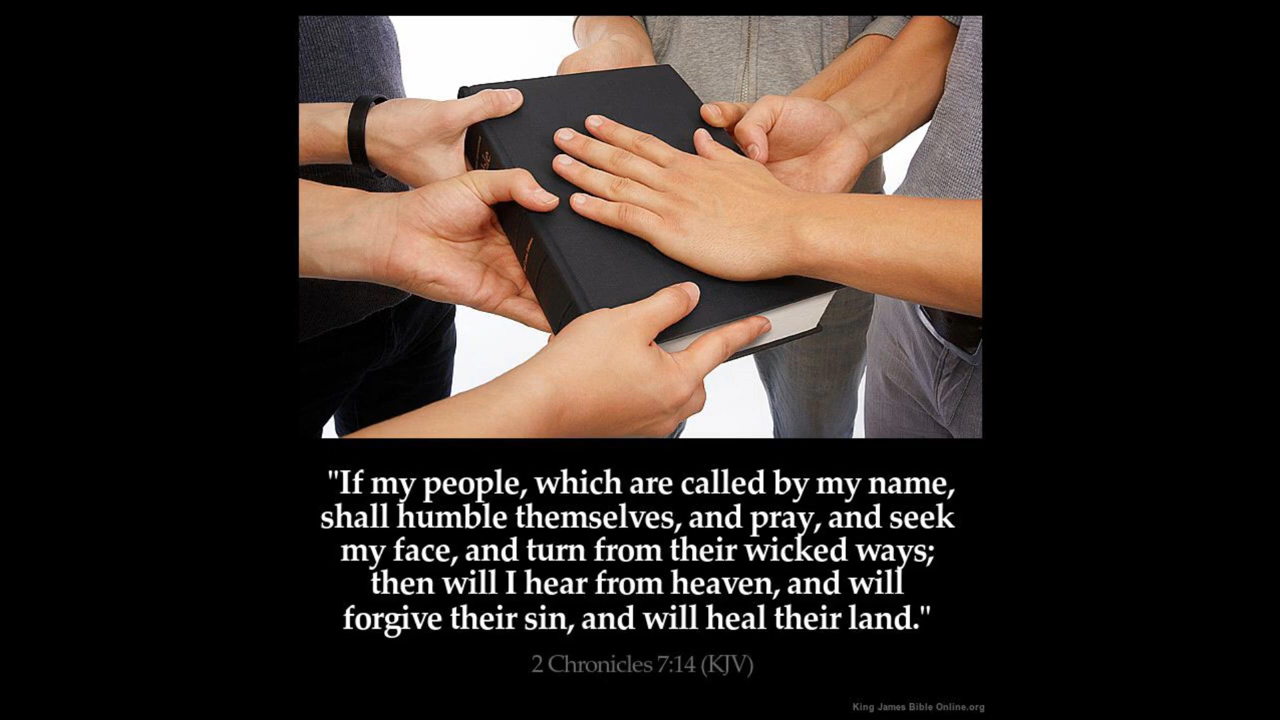 "If my people, which are called by my name,
shall humble themselves, and pray, and seek
my face, and turn from their wicked ways;
then will I hear from heaven, and will
forgive their sin, and will heal their land."
2 Chronicles 7:14 (KJV)
King James Bible Online.org